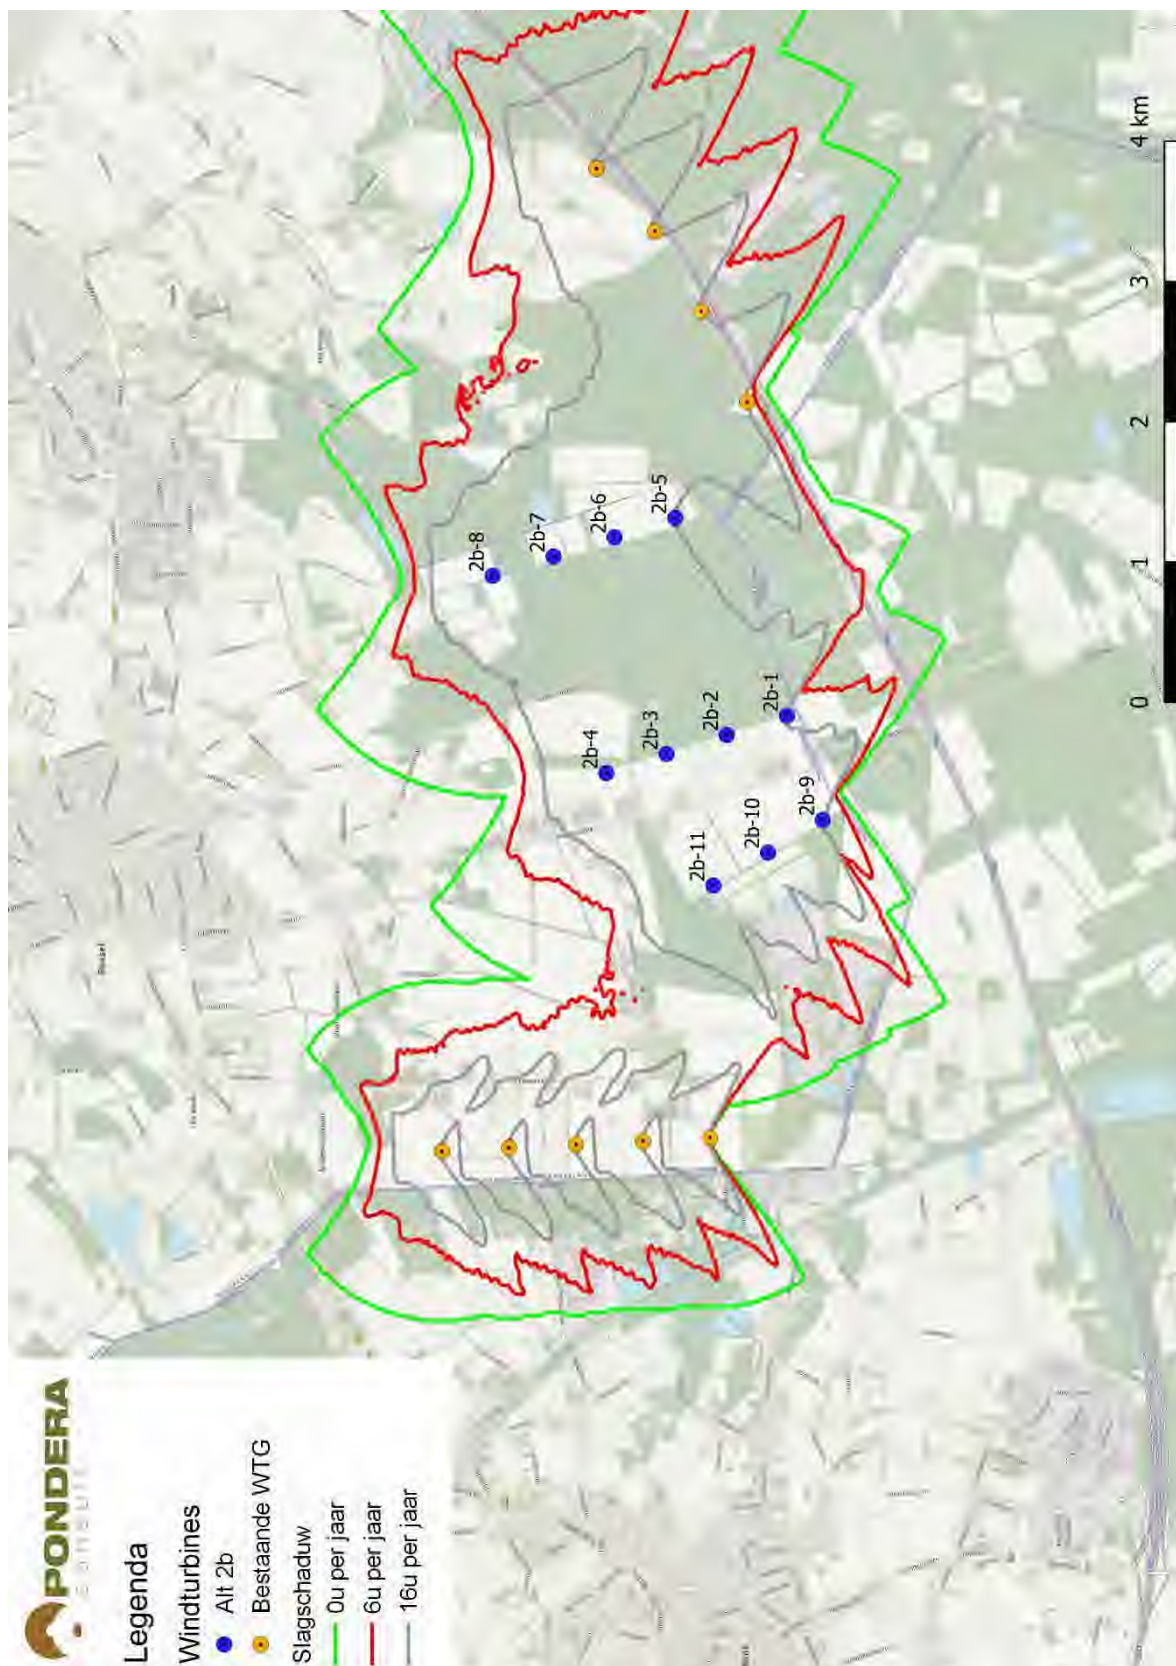 PONDERA
Consult
Legenda
Windturbines
Alt 2b
Bestaande WTG
Slagschaduw
0u per jaar
6u per jaar
16u per jaar
2b-8
2b-7
2b-6
2b-5
2b-4
2b-3
2b-2
2b-1
2b-11
2b-10
2b-9
0
1
2
3
4 km